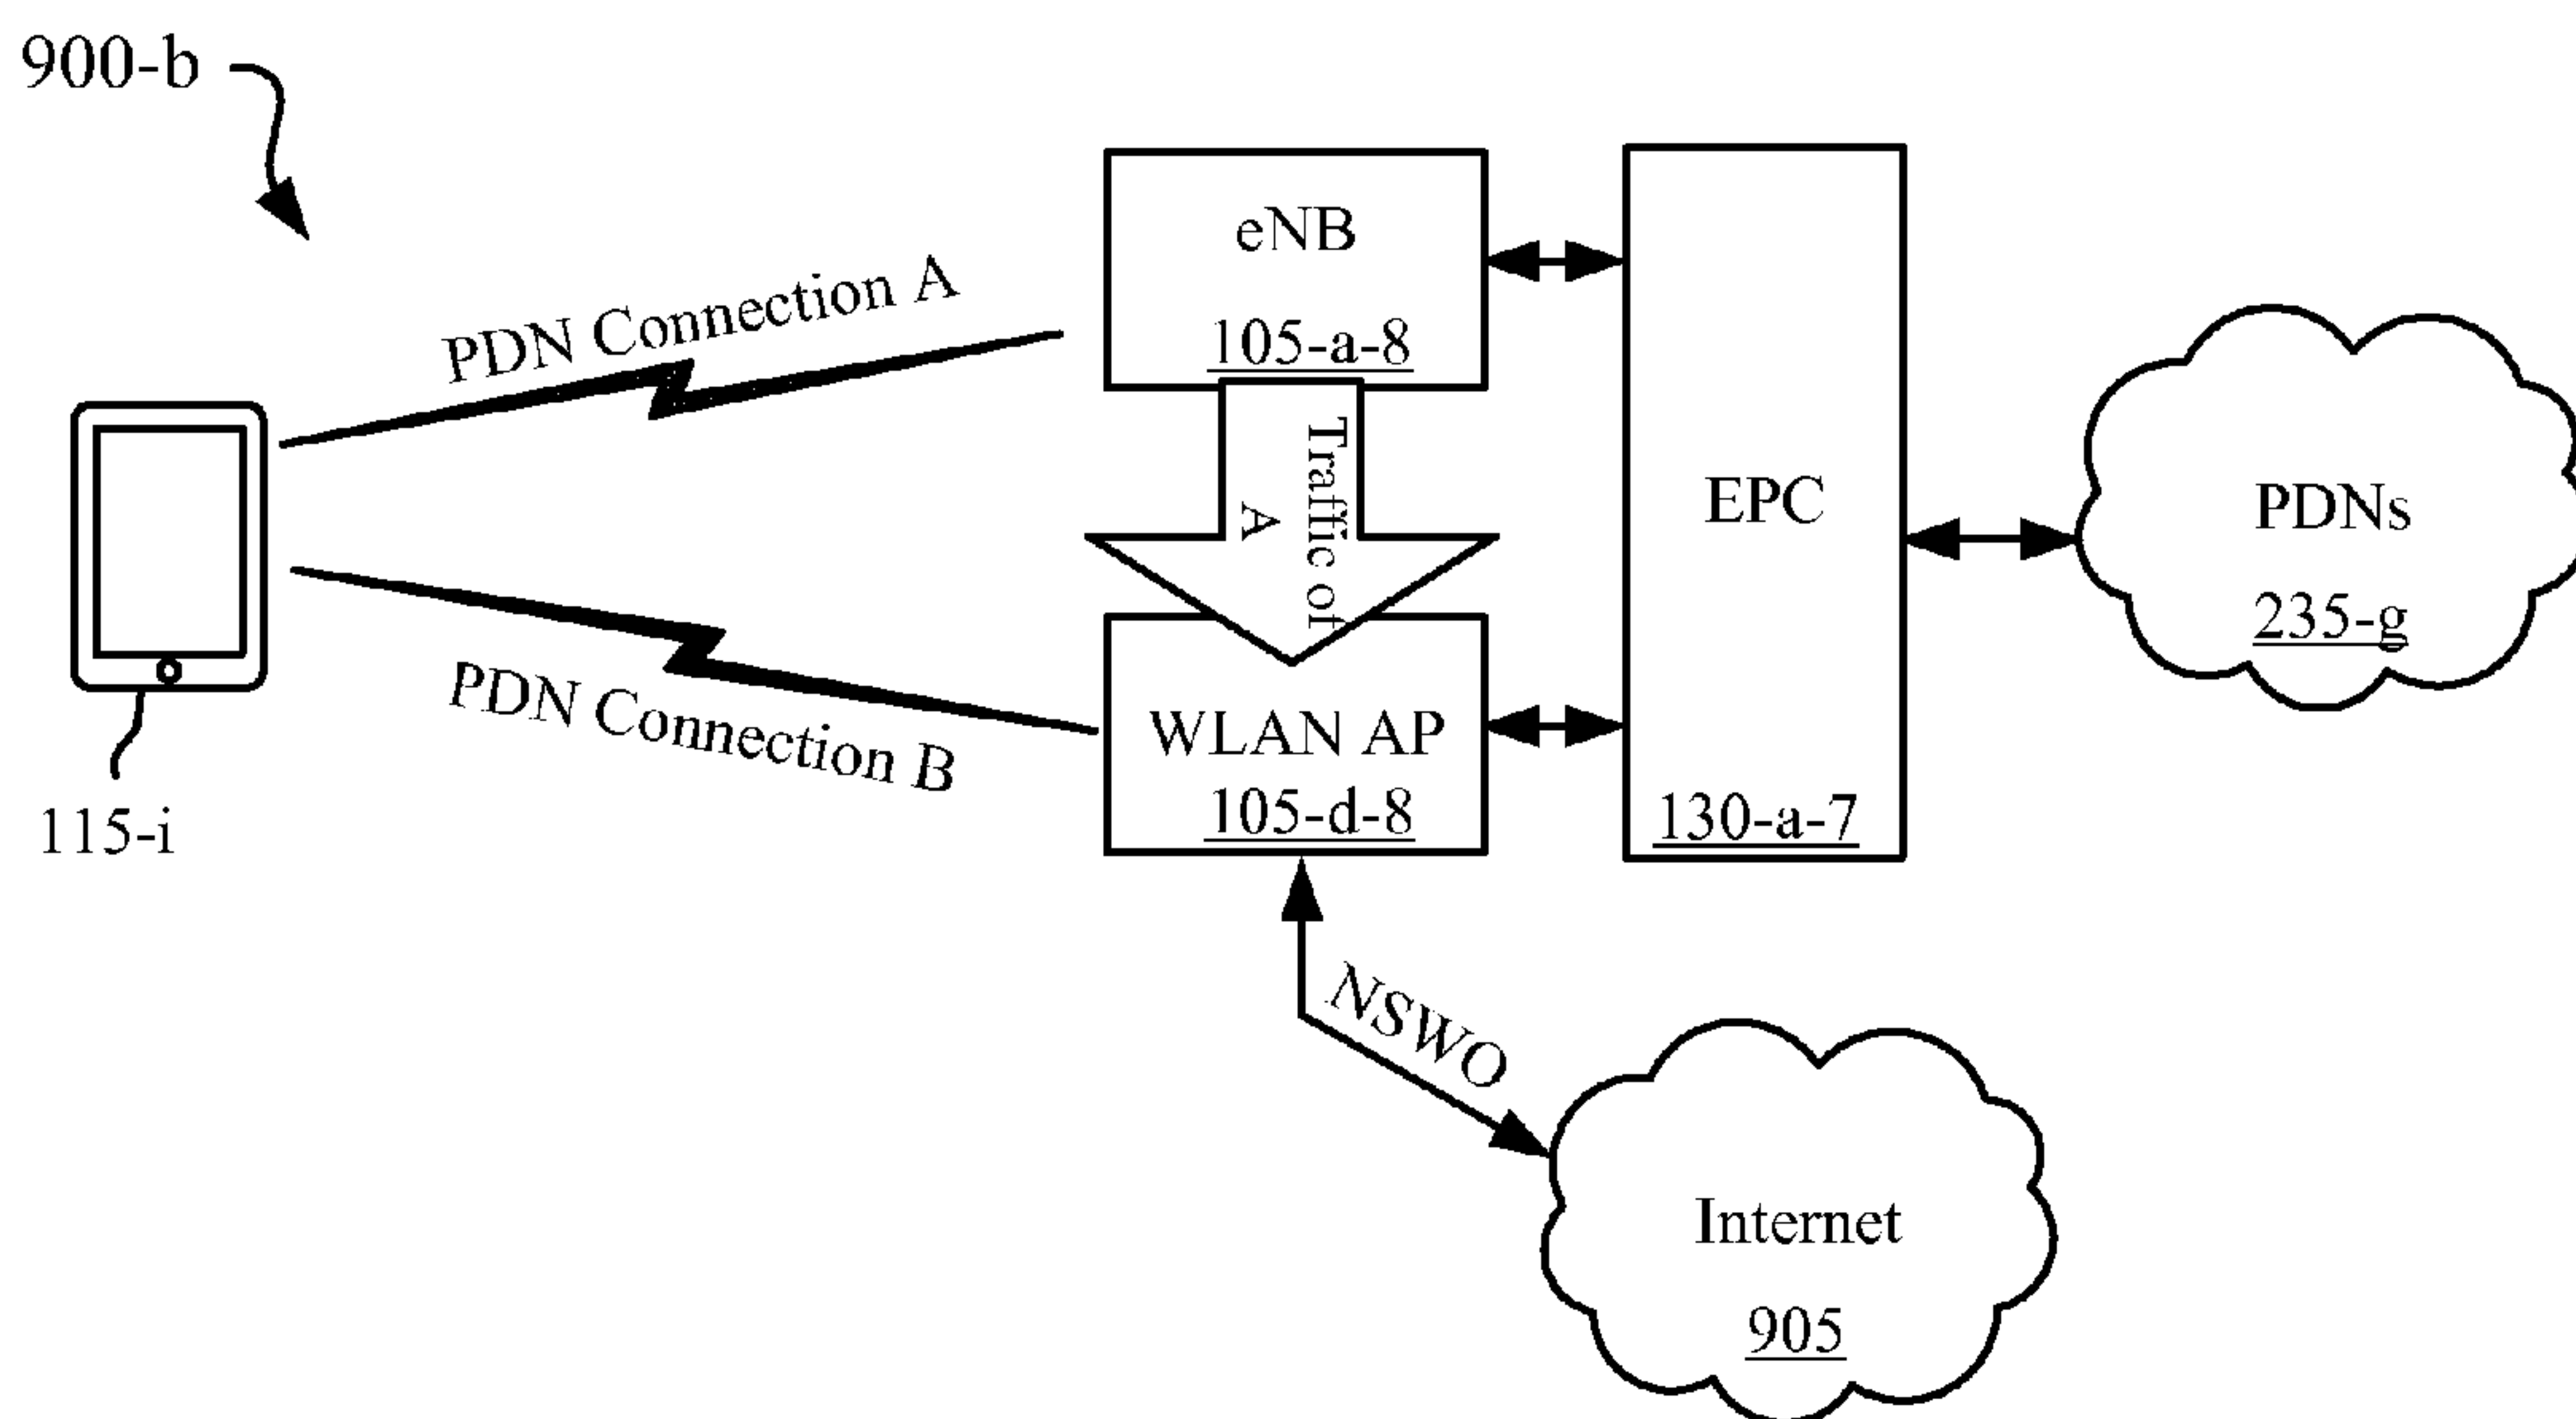 900-b
PDN Connection A
eNB
105-a-8
Traffic of
A
EPC
130-a-7
PDNs
235-g
115-i
PDN Connection B
WLAN AP
105-d-8
NSWO
Internet
905